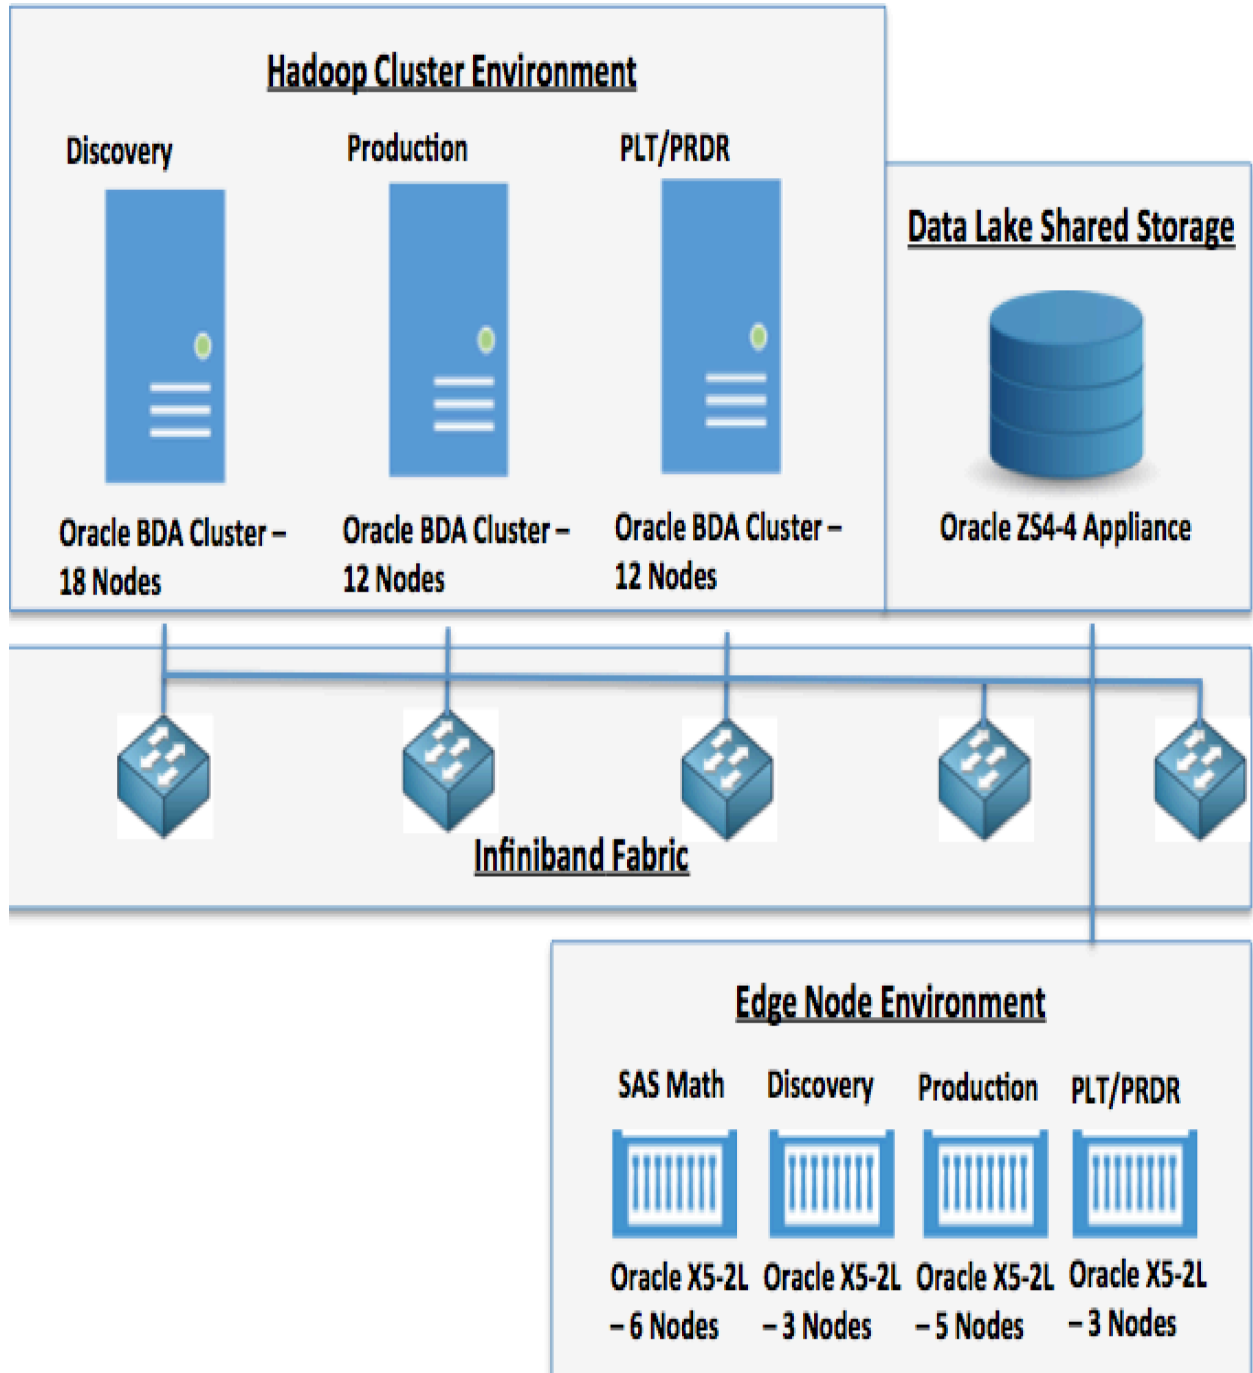 Hadoop Cluster Environment
Discovery
Production
PLT/PRDR
Oracle BDA Cluster –
18 Nodes
Oracle BDA Cluster –
12 Nodes
Oracle BDA Cluster –
12 Nodes
Data Lake Shared Storage
Oracle ZS4-4 Appliance
Infiniband Fabric
Edge Node Environment
SAS Math
Discovery
Production
PLT/PRDR
Oracle X5-2L
– 6 Nodes
Oracle X5-2L
– 3 Nodes
Oracle X5-2L
– 5 Nodes
Oracle X5-2L
– 3 Nodes